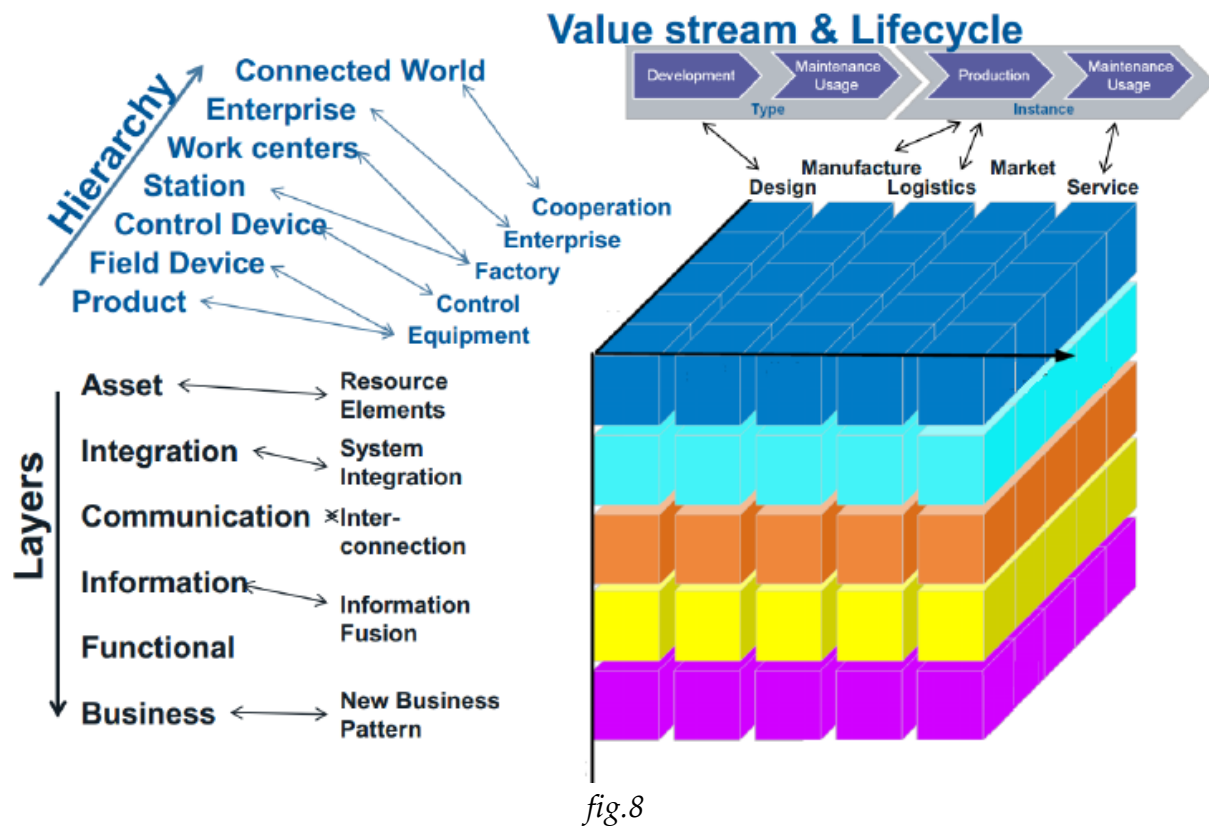 Value stream & Lifecycle
Development
Maintenance
Usage
Production
Maintenance
Usage
Type
Instance
Manufacture
Market
Design
Logistics
Service
Hierarchy
Connected World
Enterprise
Work centers
Station
Control Device
Field Device
Product
Cooperation
Enterprise
Factory
Control
Equipment
Layers
Asset
Resource
Elements
Integration
System
Integration
Communication
Inter-
connection
Information
Information
Fusion
Functional
Business
New Business
Pattern
fig.8